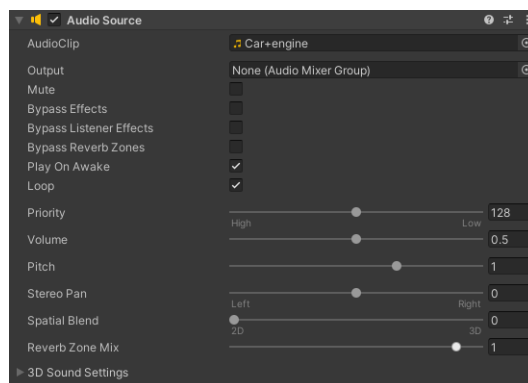 Audio Source
AudioClip Car+engine
Output None (Audio Mixer Group)
Mute
Bypass Effects
Bypass Listener Effects
Bypass Reverb Zones
Play On Awake
Loop
Priority 128
High Low
Volume 0.5
Pitch 1
Stereo Pan 0
Left Right
Spatial Blend 0
2D 3D
Reverb Zone Mix 1
3D Sound Settings